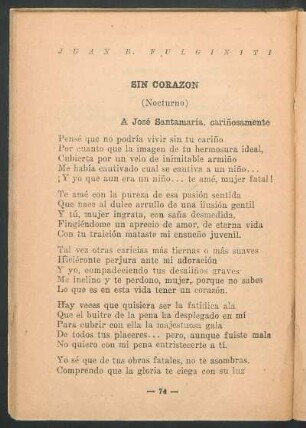 JUAN B. FULGINITI
SIN CORAZON
(Nocturno)
A José Santamaría, cariñosamente
Pensé que no podría vivir sin tu cariño
Por cuanto que la imagen de tu hermosura ideal,
Cubierta por un velo de inimitable armiño
Me había cautivado cual se cautiva a un niño...
¡Y yo que aun era un niño... te amé, mujer fatal!
Te amé con la pureza de esa pasión sentida
Que nace al dulce arrullo de una ilusión gentil
Y tú, mujer ingrata, con saña desmedida,
Fingiéndome un aprecio de amor, de eterna vida
Con tu traición mataste mi ensueño juvenil.
Tal vez otras caricias más tiernas o más suaves
Hiciéronte perjura ante mi adoración
Y yo, compadeciendo tus desaliños graves
Me inclino y te perdono, mujer, porque no sabes
Lo que es en esta vida tener un corazón.
Hay veces que quisiera ser la fatídica ala
Que el buitre de la pena ha desplegado en mi
Para cubrir con ella la majestuosa gala
De todos tus placeres... pero, aunque fuiste mala
No quiero con mi pena entristecerte a ti.
Yo sé que de tus obras fatales, no te asombras,
Comprendo que la gloria te ciega con su luz
— 74 —